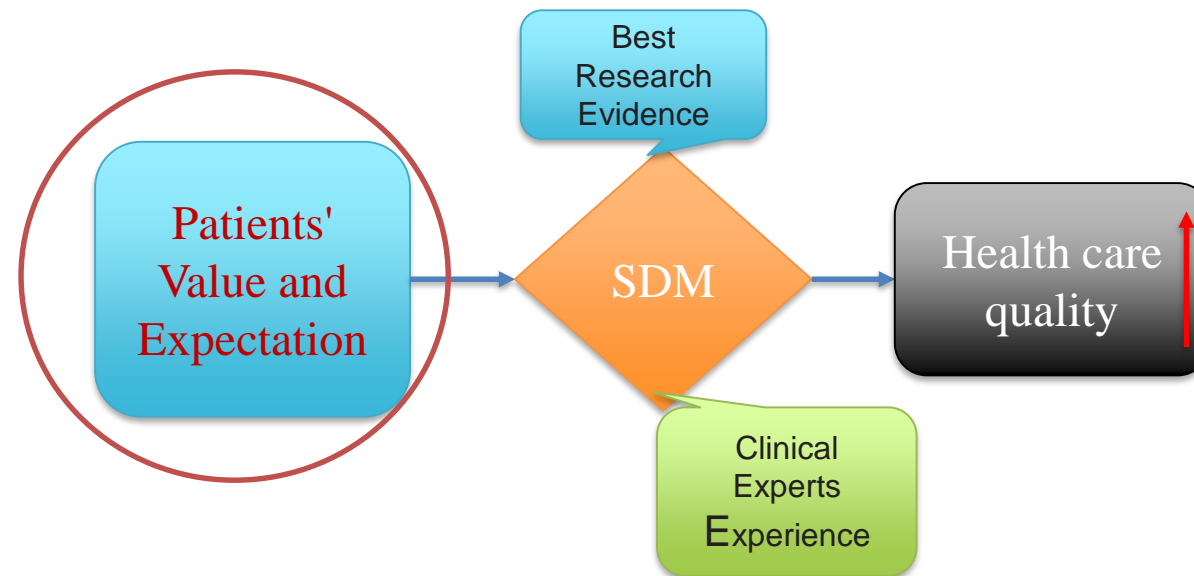 Best
Research
Evidence
Patients'
Value and
Expectation
SDM
Health care
quality
Clinical
Experts
Experience